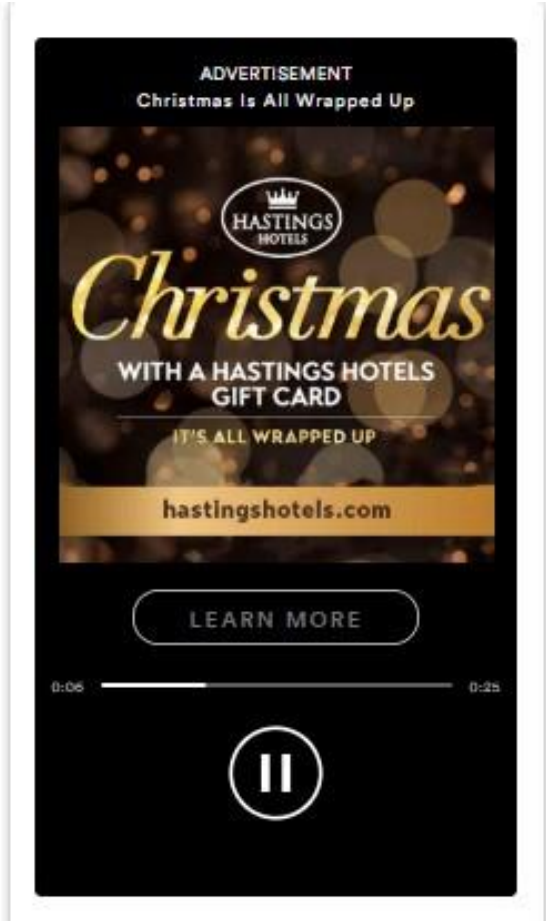 ADVERTISEMENT
Christmas Is All Wrapped Up
HASTINGS
HOTELS
Christmas
WITH A HASTINGS HOTELS
GIFT CARD
IT'S ALL WRAPPED UP
hastingshotels.com
LEARN MORE
0:06 0:25